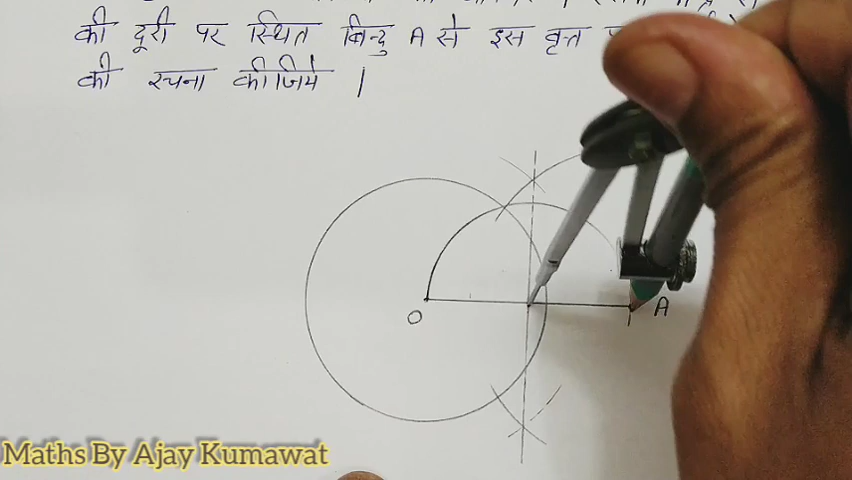 की दूरी पर स्थित बिन्दु A से इस वृत्त
की रचना कीजिये |
O
A
Maths By Ajay Kumawat